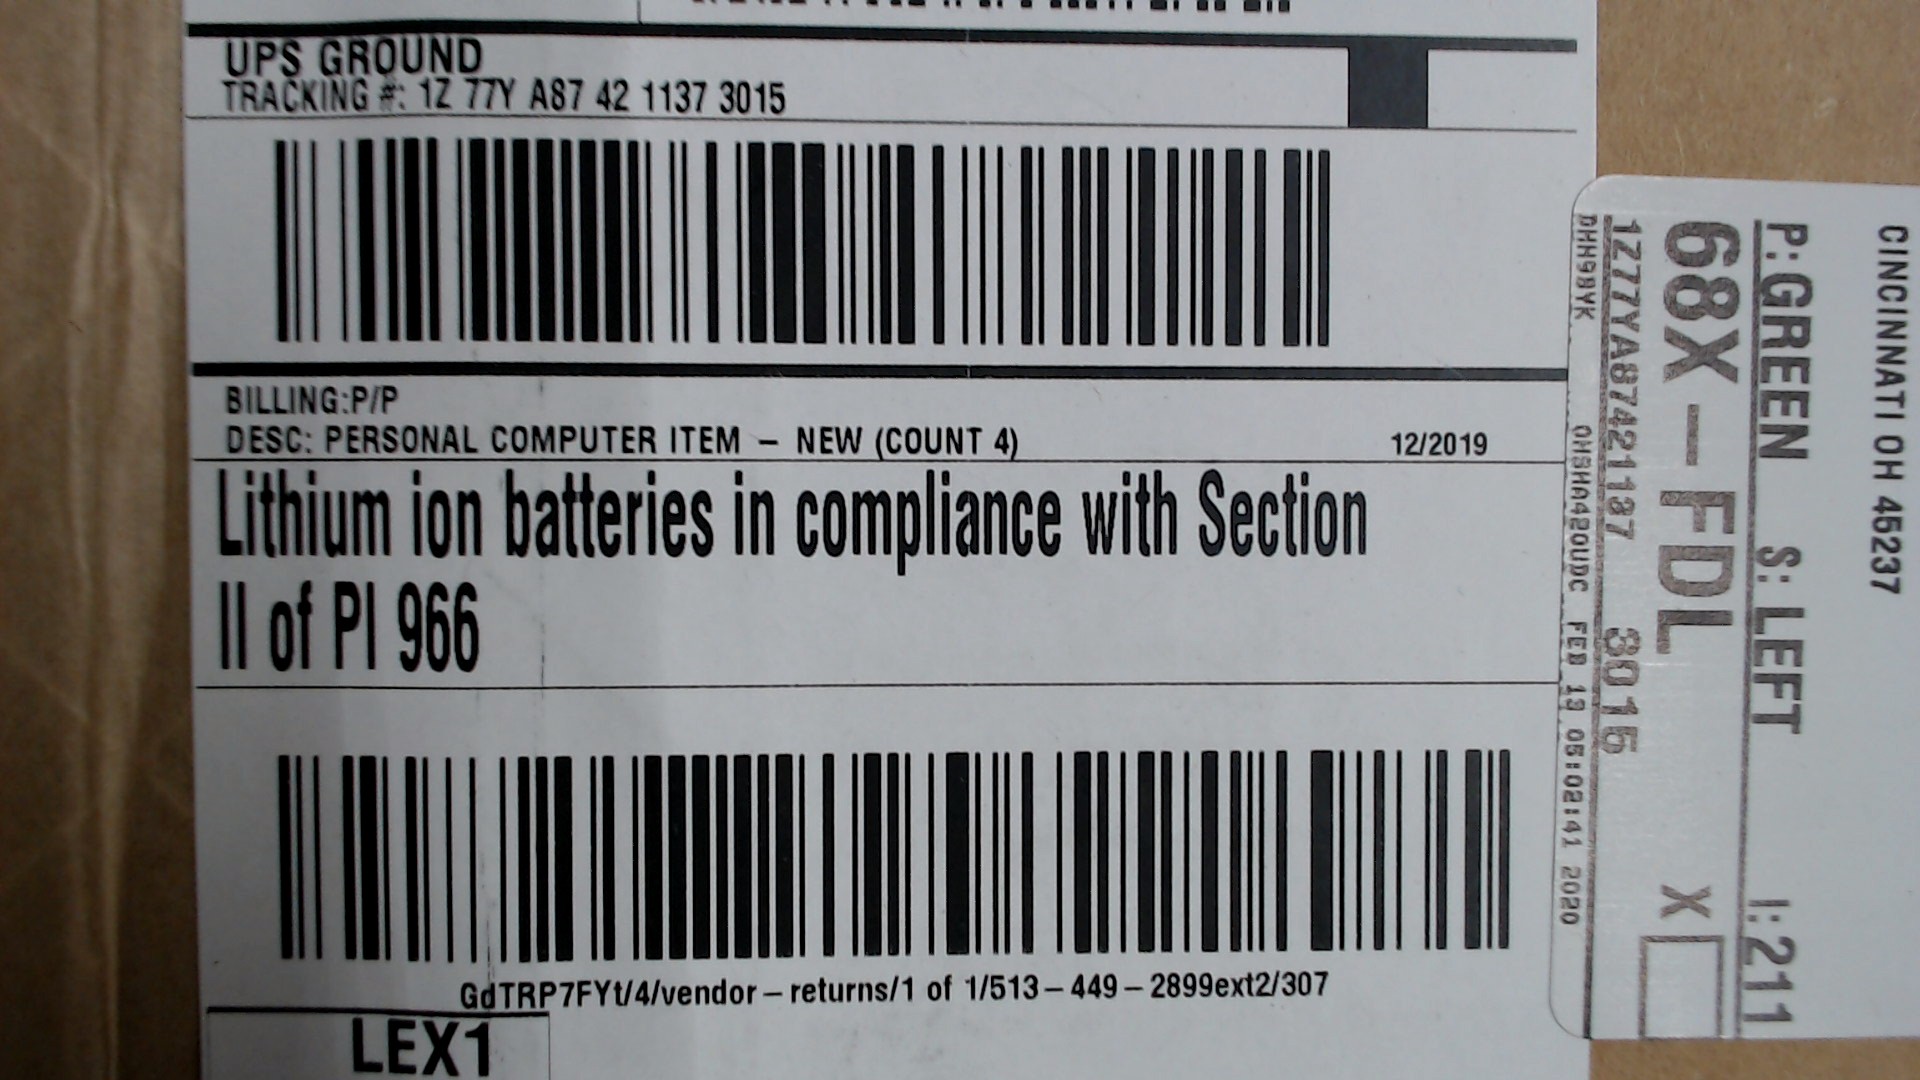 UPS GROUND
TRACKING #: 1Z 77Y A87 42 1137 3015
BILLING:P/P
DESC: PERSONAL COMPUTER ITEM - NEW (COUNT 4)
12/2019
Lithium ion batteries in compliance with Section
II of PI 966
GdTRP7FYt/4/vendor-returns/1 of 1/513-449-2899ext2/307
LEX1
CINCINNATI OH 45237
P:GREEN S:LEFT I:211
68X-FDL X
1Z77YA87421137 3015
FEB 13 05:02:41 2020